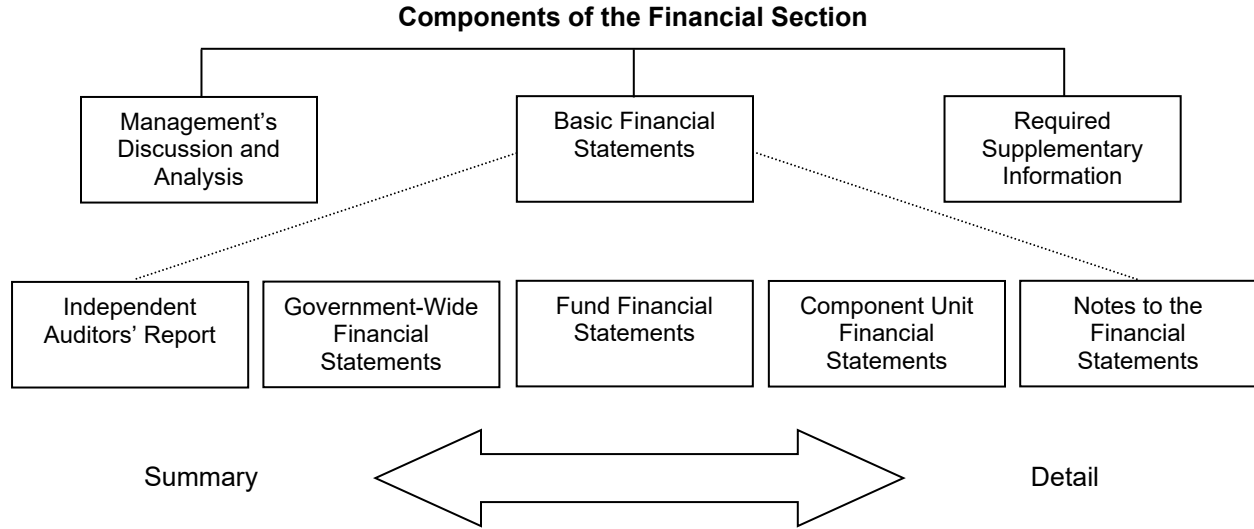 Components of the Financial Section
Management’s
Discussion and
Analysis
Basic Financial
Statements
Required
Supplementary
Information
Independent
Auditors’ Report
Government-Wide
Financial
Statements
Fund Financial
Statements
Component Unit
Financial
Statements
Notes to the
Financial
Statements
Summary
Detail